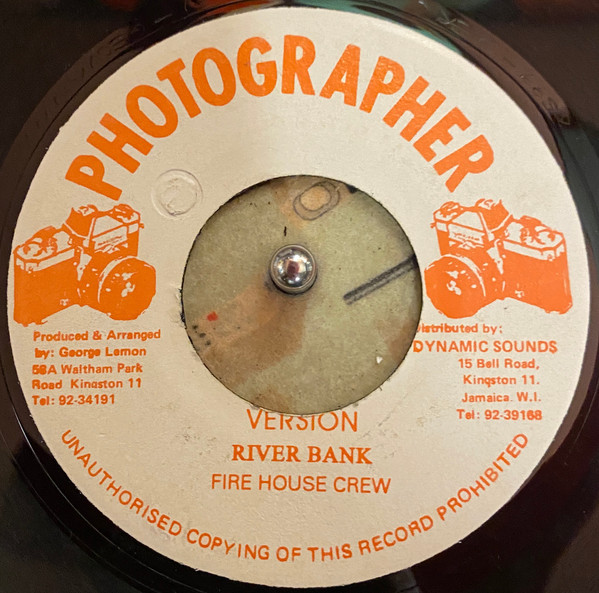 PHOTOGRAPHER
Produced & Arranged
by: George Lemon
56A Waltham Park
Road Kingston 11
Tel: 92-34191
istributed by:
DYNAMIC SOUNDS
15 Bell Road,
Kingston 11.
Jamaica. W.I.
Tel: 92-39168
VERSION
RIVER BANK
FIRE HOUSE CREW
UNAUTHORISED COPYING OF THIS RECORD PROHIBITED